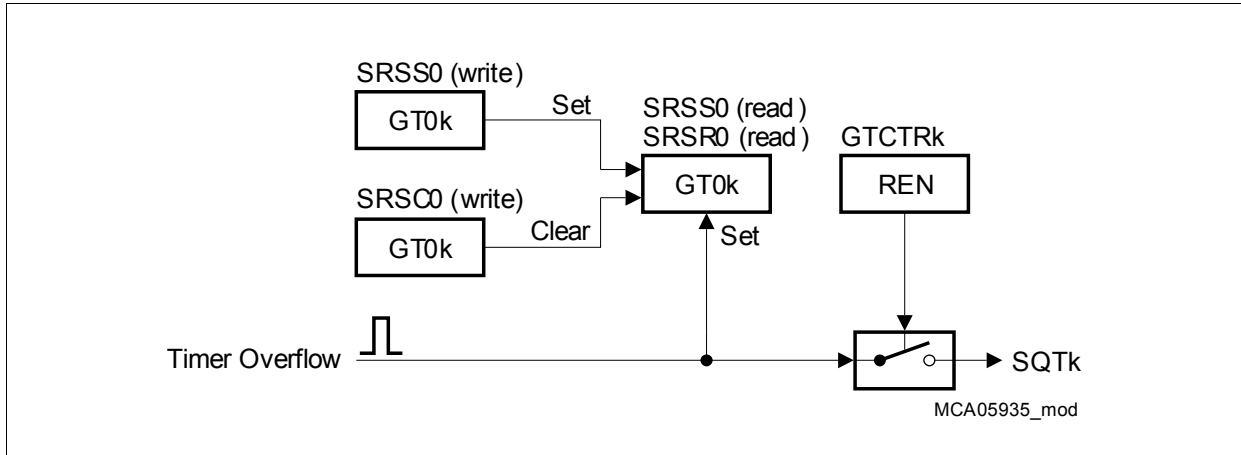 SRSS0 (write)
GT0k
Set
SRSS0 (read)
SRSR0 (read)
GT0k
GTCTRk
REN
SRSC0 (write)
GT0k
Clear
Set
Timer Overflow
SQTk
MCA05935_mod